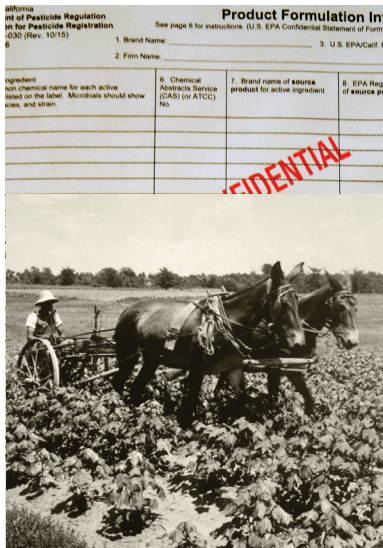 alifornia
nt of Pesticide Regulation
on for Pesticide Registration
-030 (Rev. 10/15)
6
Product Formulation In
See page 6 for instructions. (U.S. EPA Confidential Statement of Form
1. Brand Name:
3. U.S. EPA/Calif.
2. Firm Name:
ngredient
non chemical name for each active
listed on the label. Microbials should show
cies, and strain.
6. Chemical
Abstracts Service
(CAS) (or ATCC)
No.
7. Brand name of source
product for active ingredient
8. EPA Reg
of source p
FIDENTIAL